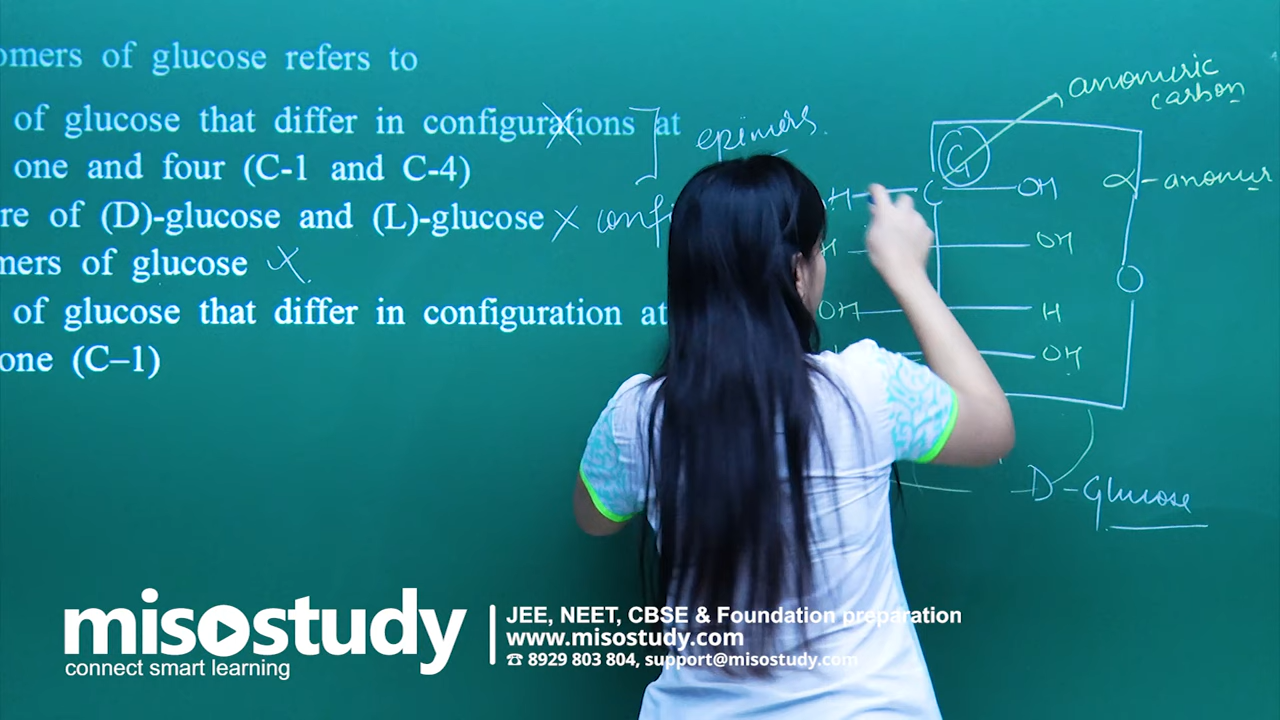 omers of glucose refers to
of glucose that differ in configurations at
one and four (C-1 and C-4)
re of (D)-glucose and (L)-glucose X conf
mers of glucose X
of glucose that differ in configuration at
one (C–1)
epimers.
anomeric
carbon
C1
H C OH
α-anomer
H OH
O
OH H
OH
D-Glucose
misostudy
connect smart learning
JEE, NEET, CBSE & Foundation preparation
www.misostudy.com
☎ 8929 803 804, support@misostudy.com